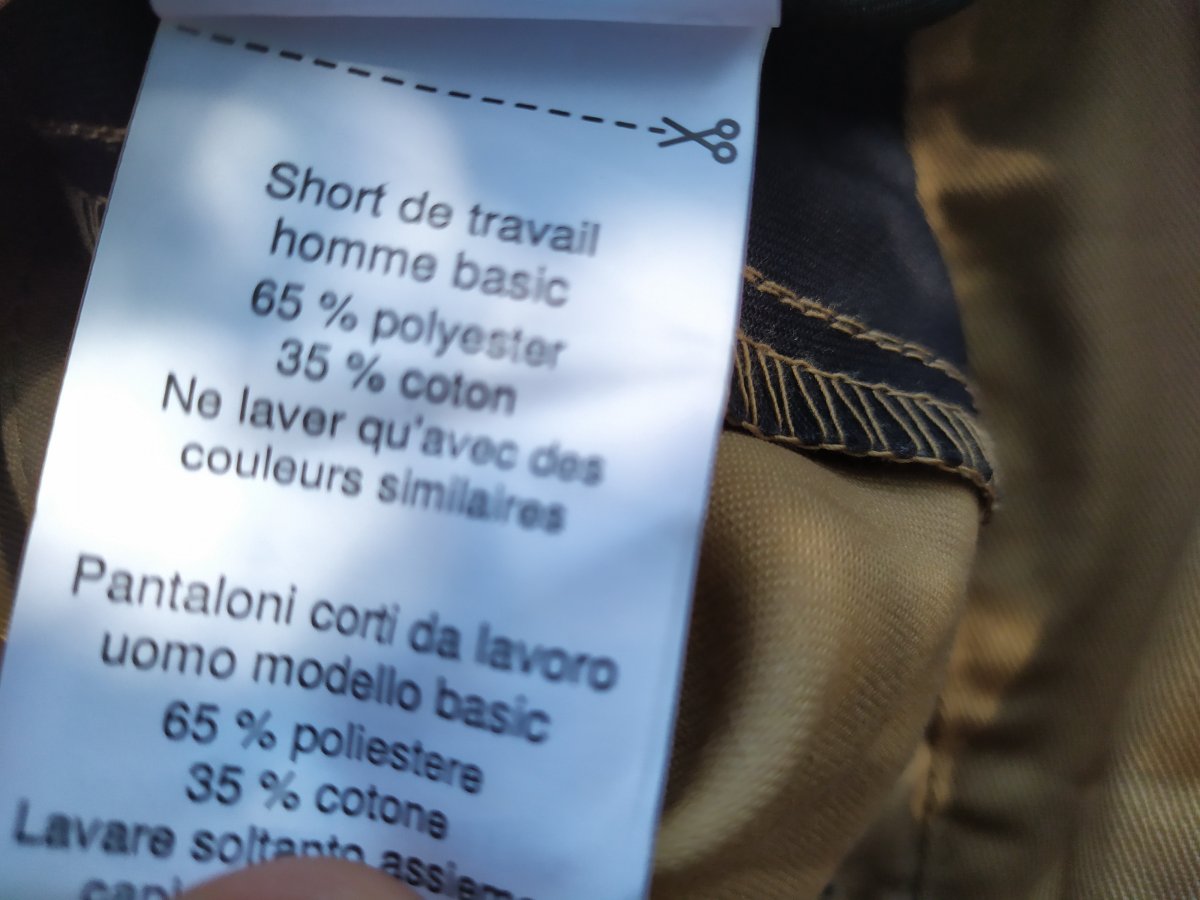 Short de travail
homme basic
65 % polyester
35 % coton
Ne laver qu'avec des
couleurs similaires
Pantaloni corti da lavoro
uomo modello basic
65 % poliestere
35 % cotone
Lavare soltanto assieme